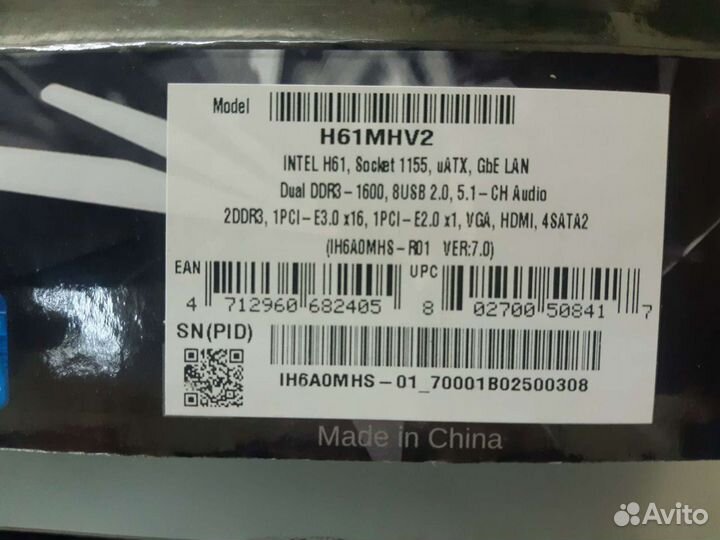 Model
H61MHV2
INTEL H61, Socket 1155, uATX, GbE LAN
Dual DDR3-1600, 8USB 2.0, 5.1-CH Audio
2DDR3, 1PCI-E3.0 x16, 1PCI-E2.0 x1, VGA, HDMI, 4SATA2
(IH6A0MHS-R01 VER:7.0)
EAN UPC
4 712960 682405 8 02700 50841 7
SN(PID)
IH6A0MHS-01_70001B02500308
Made in China
Avito